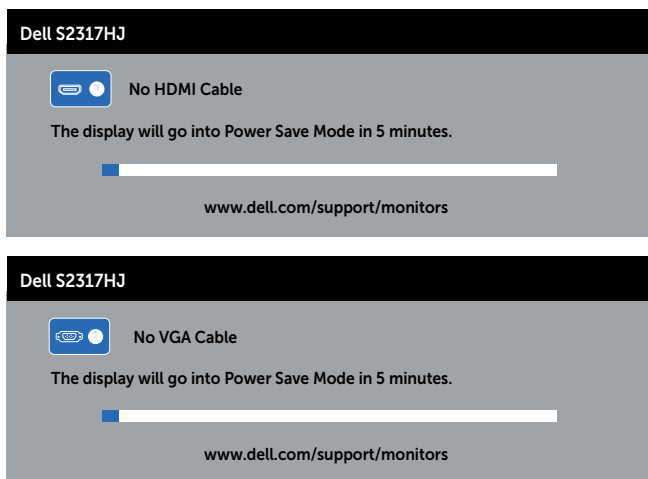 Dell S2317HJ
No HDMI Cable
The display will go into Power Save Mode in 5 minutes.
www.dell.com/support/monitors
Dell S2317HJ
No VGA Cable
The display will go into Power Save Mode in 5 minutes.
www.dell.com/support/monitors